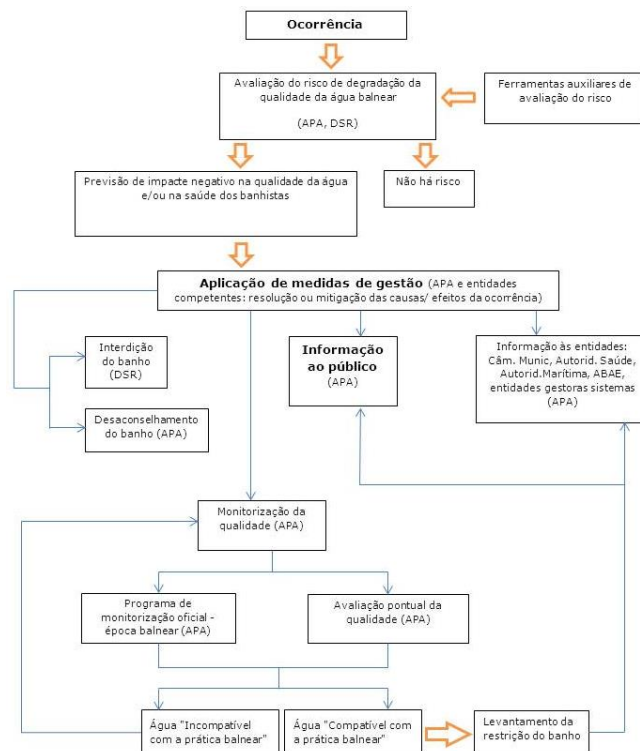 Ocorrência
Avaliação do risco de degradação da
qualidade da água balnear
(APA, DSR)
Ferramentas auxiliares de
avaliação do risco
Previsão de impacte negativo na qualidade da água
e/ou na saúde dos banhistas
Não há risco
Aplicação de medidas de gestão (APA e entidades
competentes: resolução ou mitigação das causas/ efeitos da ocorrência)
Interdição
do banho
(DSR)
Desaconselhamento
do banho (APA)
Informação
ao público
(APA)
Informação às entidades:
Câm. Munic, Autorid. Saúde,
Autorid.Marítima, ABAE,
entidades gestoras sistemas
(APA)
Monitorização da
qualidade (APA)
Programa de
monitorização oficial -
época balnear (APA)
Avaliação pontual da
qualidade (APA)
Água "Incompatível
com a prática balnear"
Água "Compatível com
a prática balnear"
Levantamento da
restrição do banho